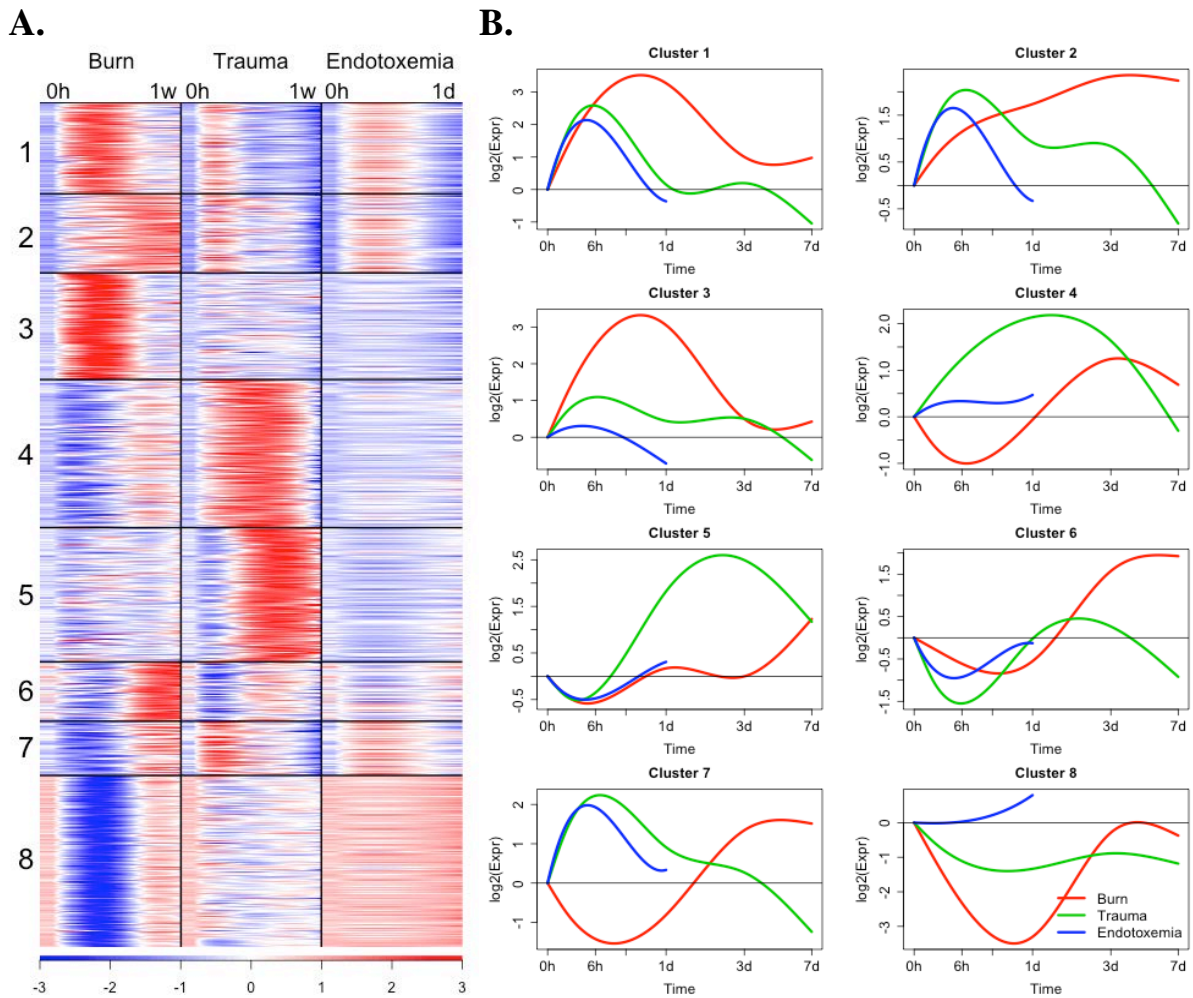 A.
Burn Trauma Endotoxemia
0h 1w 0h 1w 0h 1d
1
2
3
4
5
6
7
8
-3 -2 -1 0 1 2 3
B.
Cluster 1
log2(Expr)
3
2
1
0
-1
0h 6h 1d 3d 7d
Time
Cluster 2
log2(Expr)
1.5
0.5
-0.5
0h 6h 1d 3d 7d
Time
Cluster 3
log2(Expr)
3
2
1
0
0h 6h 1d 3d 7d
Time
Cluster 4
log2(Expr)
2.0
1.0
0.0
-1.0
0h 6h 1d 3d 7d
Time
Cluster 5
log2(Expr)
2.5
1.5
0.5
-0.5
0h 6h 1d 3d 7d
Time
Cluster 6
log2(Expr)
1.5
0.5
-0.5
-1.5
0h 6h 1d 3d 7d
Time
Cluster 7
log2(Expr)
2
1
0
-1
0h 6h 1d 3d 7d
Time
Cluster 8
log2(Expr)
0
-1
-2
-3
Burn
Trauma
Endotoxemia
0h 6h 1d 3d 7d
Time